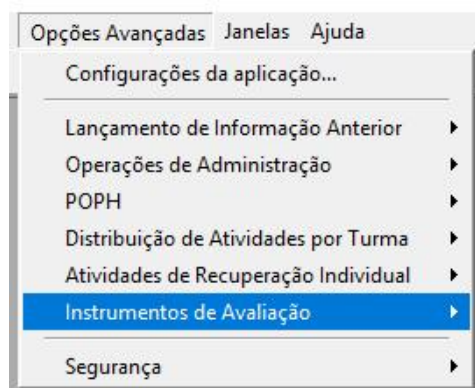 Opções Avançadas Janelas Ajuda
Configurações da aplicação...
Lançamento de Informação Anterior
Operações de Administração
POPH
Distribuição de Atividades por Turma
Atividades de Recuperação Individual
Instrumentos de Avaliação
Segurança